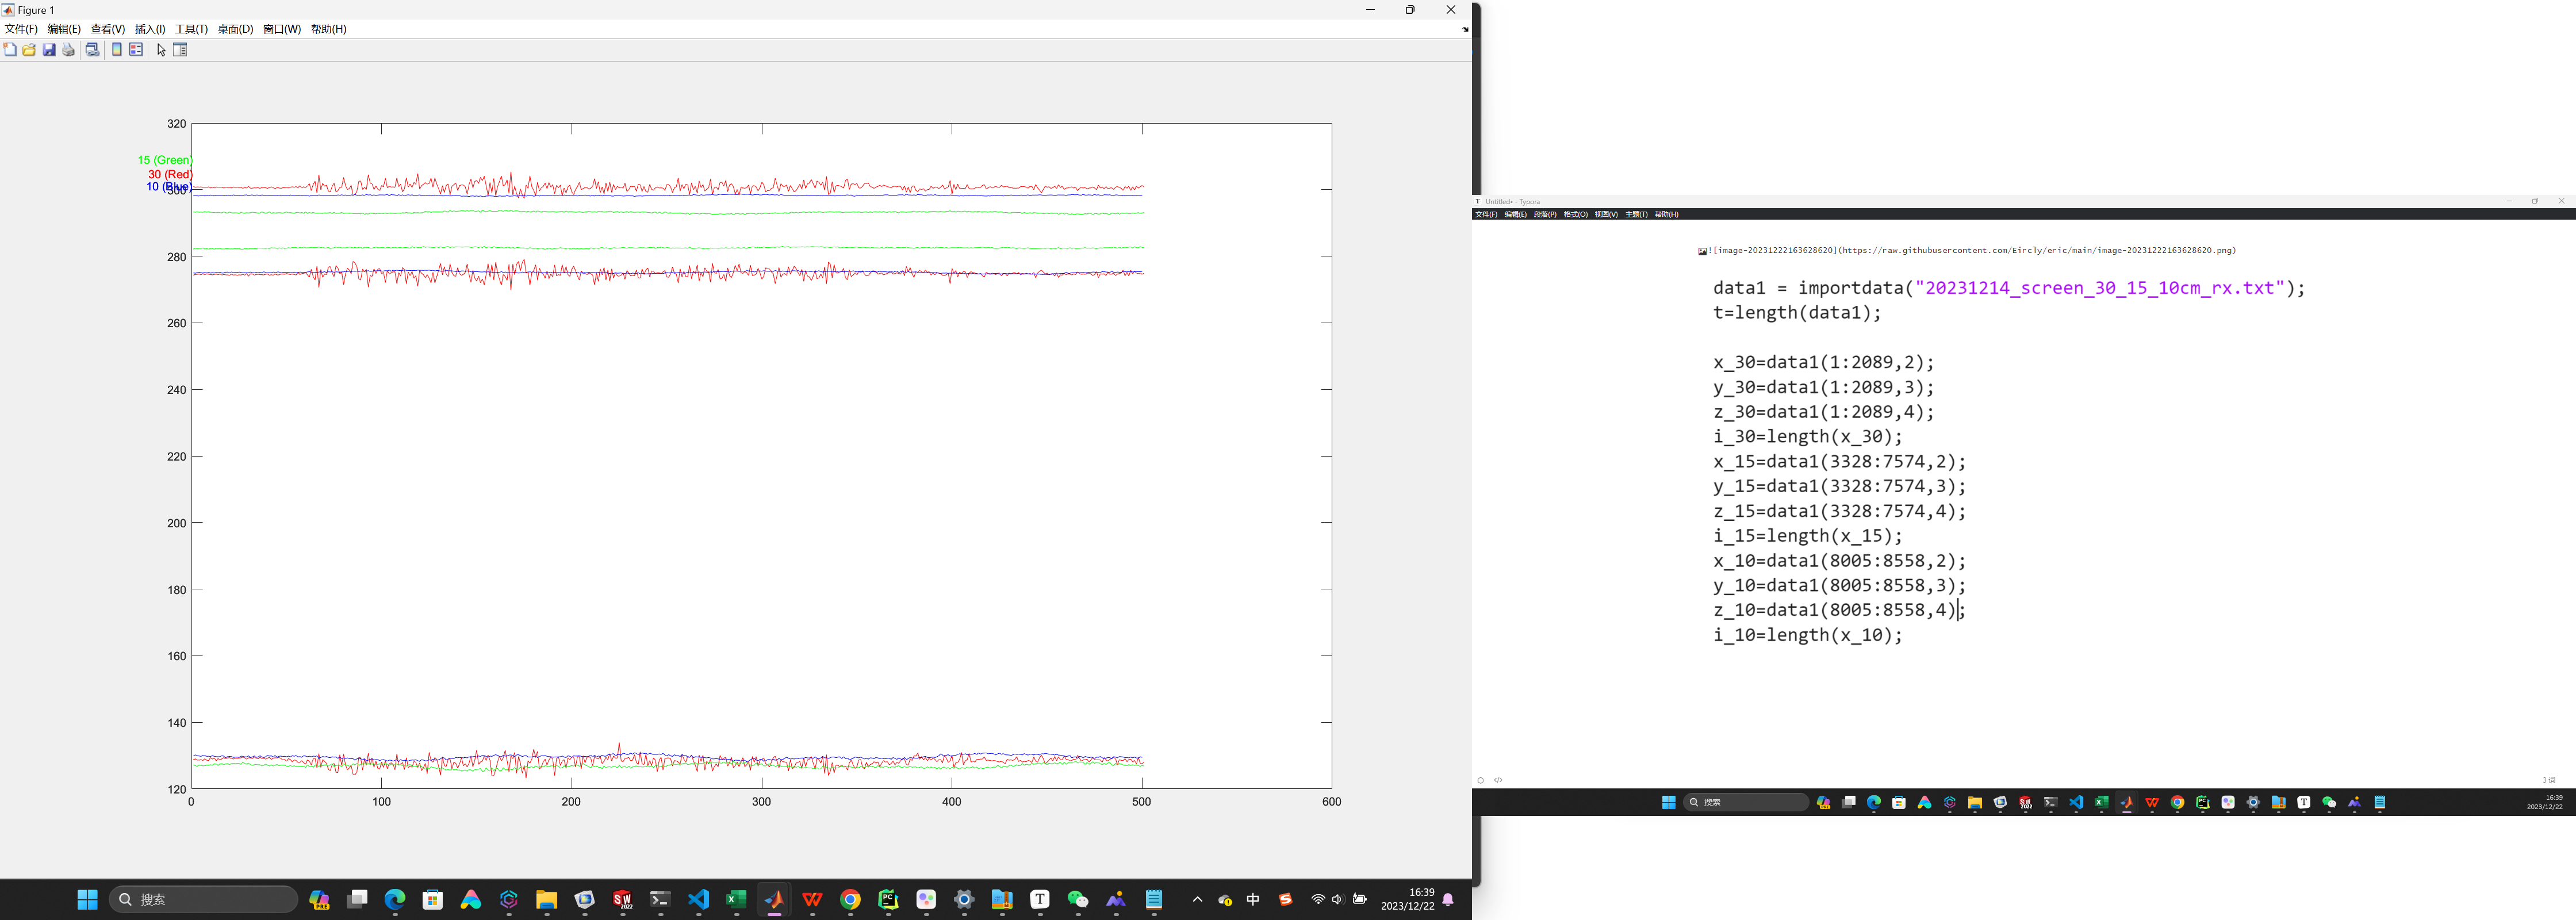 Figure 1
文件(F) 编辑(E) 查看(V) 插入(I) 工具(T) 桌面(D) 窗口(W) 帮助(H)
320
15 (Green)
30 (Red)
10 (Blue)
300
280
260
240
220
200
180
160
140
120
0 100 200 300 400 500 600
搜索
中
16:39
2023/12/22
Untitled• - Typora
文件(F) 编辑(E) 段落(P) 格式(O) 视图(V) 主题(T) 帮助(H)
![image-20231222163628620](https://raw.githubusercontent.com/Eircly/eric/main/image-20231222163628620.png)
data1 = importdata("20231214_screen_30_15_10cm_rx.txt");
t=length(data1);
x_30=data1(1:2089,2);
y_30=data1(1:2089,3);
z_30=data1(1:2089,4);
i_30=length(x_30);
x_15=data1(3328:7574,2);
y_15=data1(3328:7574,3);
z_15=data1(3328:7574,4);
i_15=length(x_15);
x_10=data1(8005:8558,2);
y_10=data1(8005:8558,3);
z_10=data1(8005:8558,4);
i_10=length(x_10);
</> 3 词
搜索
16:39
2023/12/22